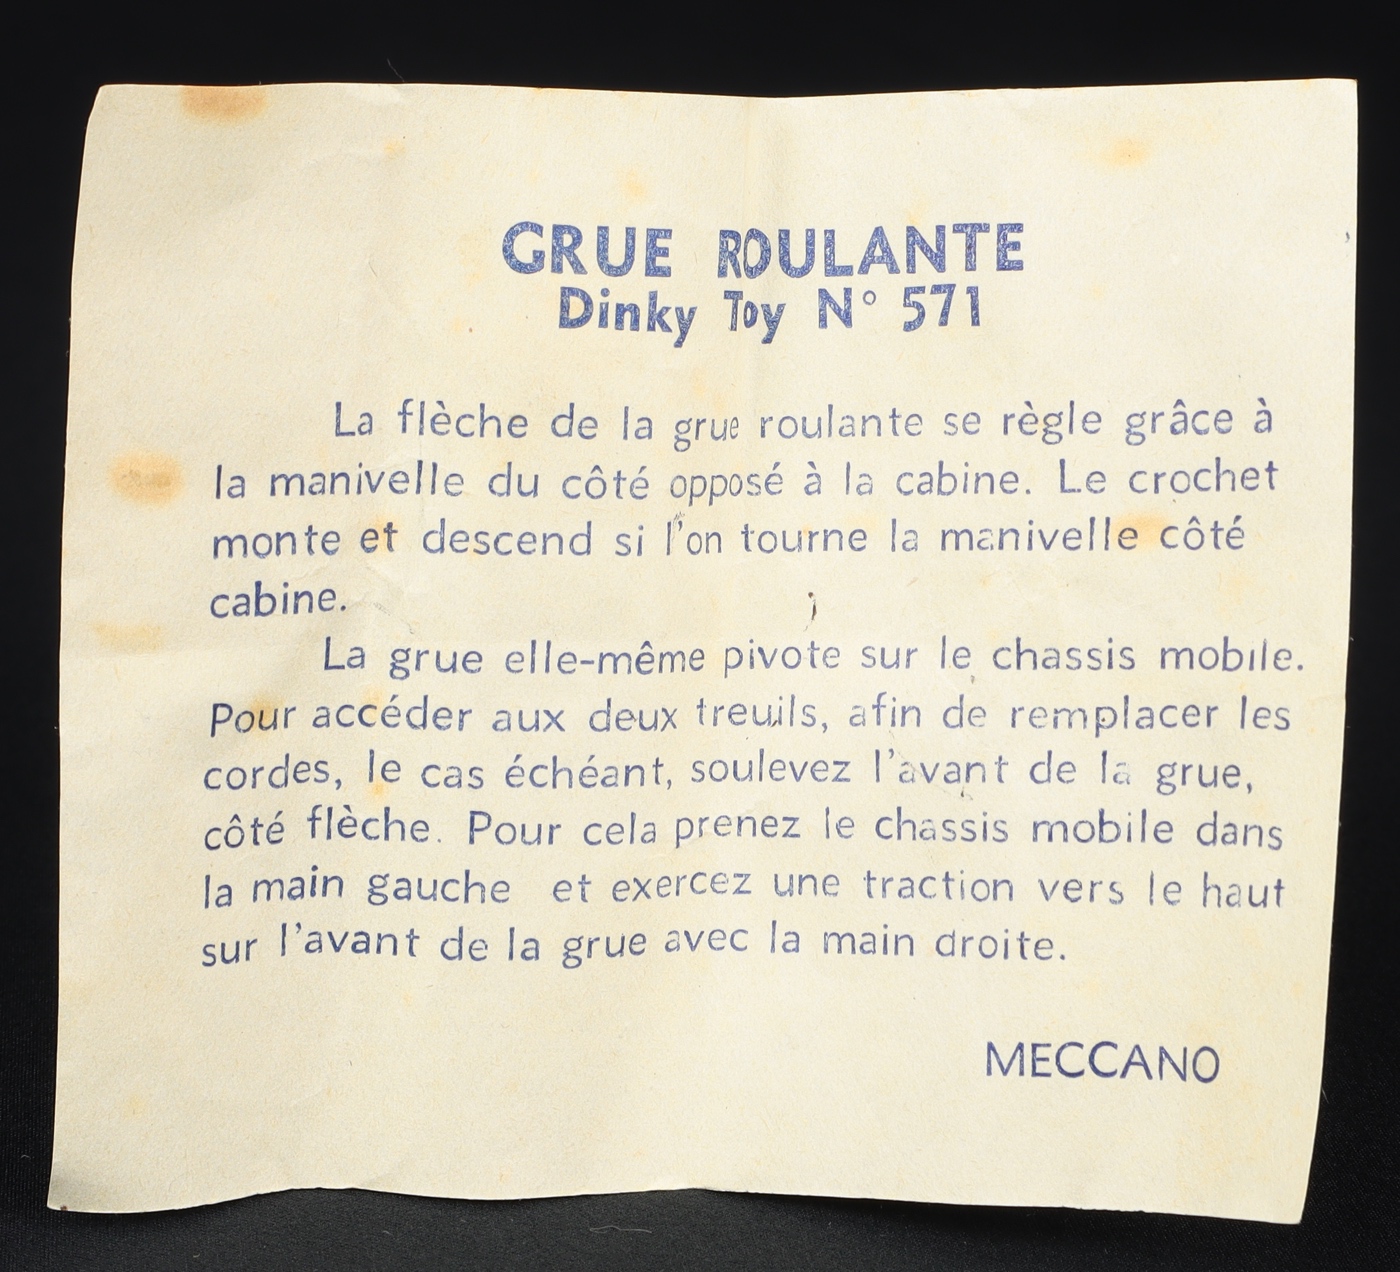 GRUE ROULANTE
Dinky Toy N° 571
La flèche de la grue roulante se règle grâce à
la manivelle du côté opposé à la cabine. Le crochet
monte et descend si l'on tourne la manivelle côté
cabine.
La grue elle-même pivote sur le chassis mobile.
Pour accéder aux deux treuils, afin de remplacer les
cordes, le cas échéant, soulevez l'avant de la grue,
côté flèche. Pour cela prenez le chassis mobile dans
la main gauche et exercez une traction vers le haut
sur l'avant de la grue avec la main droite.
MECCANO